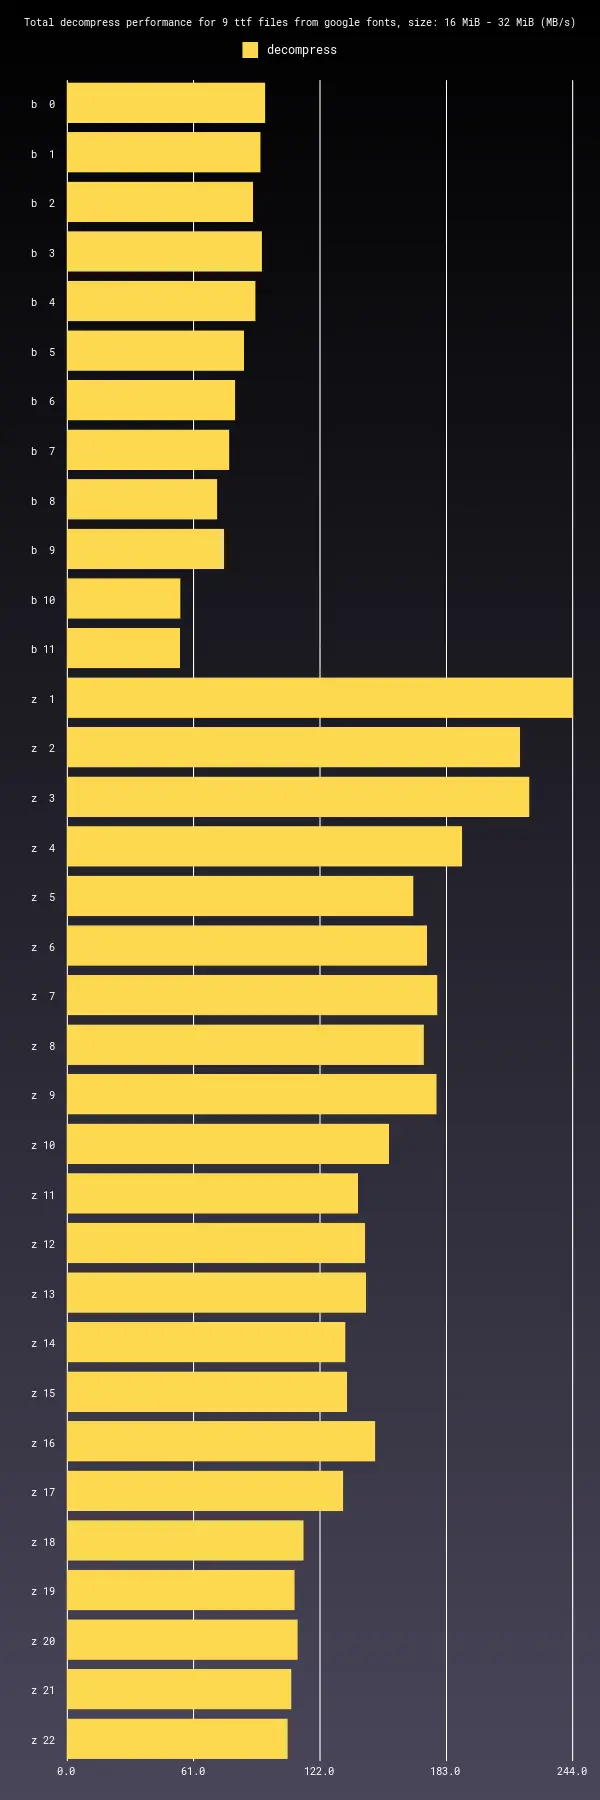 Total decompress performance for 9 ttf files from google fonts, size: 16 MiB - 32 MiB (MB/s)
decompress
b 0
b 1
b 2
b 3
b 4
b 5
b 6
b 7
b 8
b 9
b 10
b 11
z 1
z 2
z 3
z 4
z 5
z 6
z 7
z 8
z 9
z 10
z 11
z 12
z 13
z 14
z 15
z 16
z 17
z 18
z 19
z 20
z 21
z 22
0.0 61.0 122.0 183.0 244.0